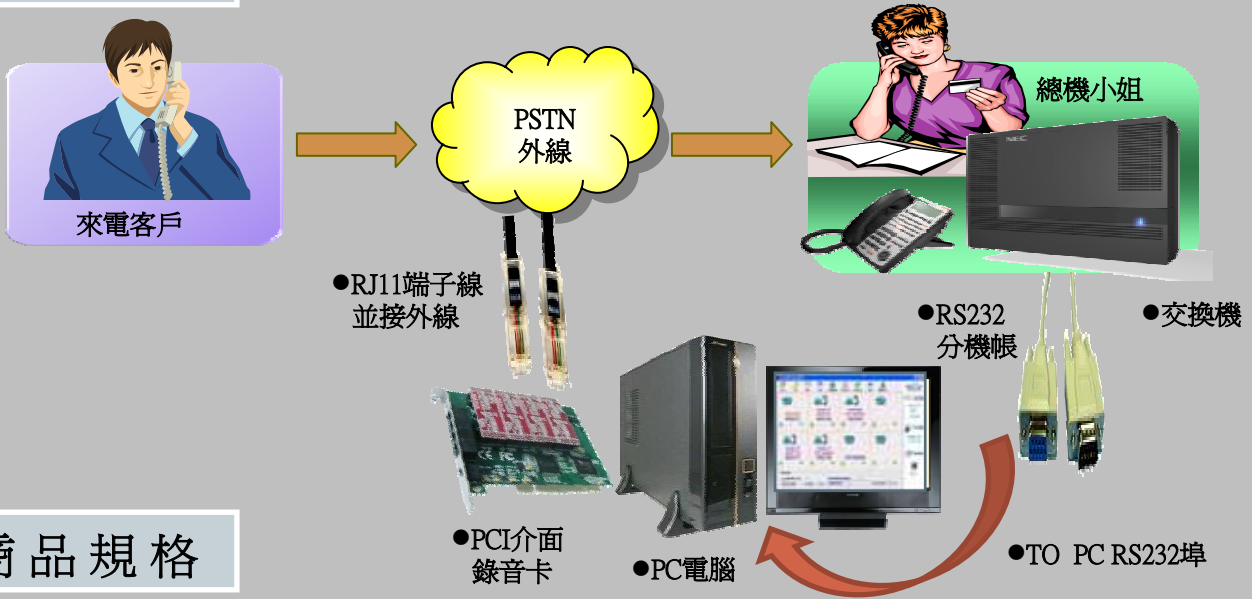 來電客戶
PSTN
外線
總機小姐
NEC
●RJ11端子線
並接外線
●RS232
分機帳
●交換機
●PCI介面
錄音卡
●PC電腦
●TO PC RS232埠
商品規格